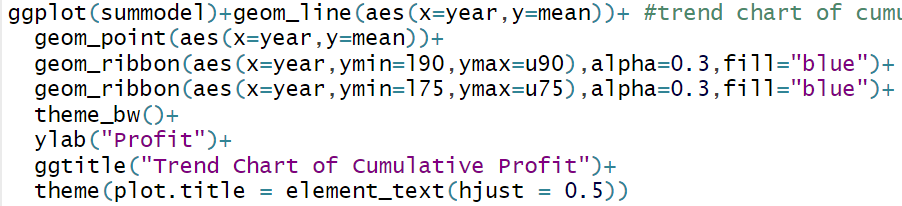 ggplot(summodel)+geom_line(aes(x=year,y=mean))+ #trend chart of cumu
geom_point(aes(x=year,y=mean))+
geom_ribbon(aes(x=year,ymin=l90,ymax=u90),alpha=0.3,fill="blue")+
geom_ribbon(aes(x=year,ymin=l75,ymax=u75),alpha=0.3,fill="blue")+
theme_bw()+
ylab("Profit")+
ggtitle("Trend Chart of Cumulative Profit")+
theme(plot.title = element_text(hjust = 0.5))